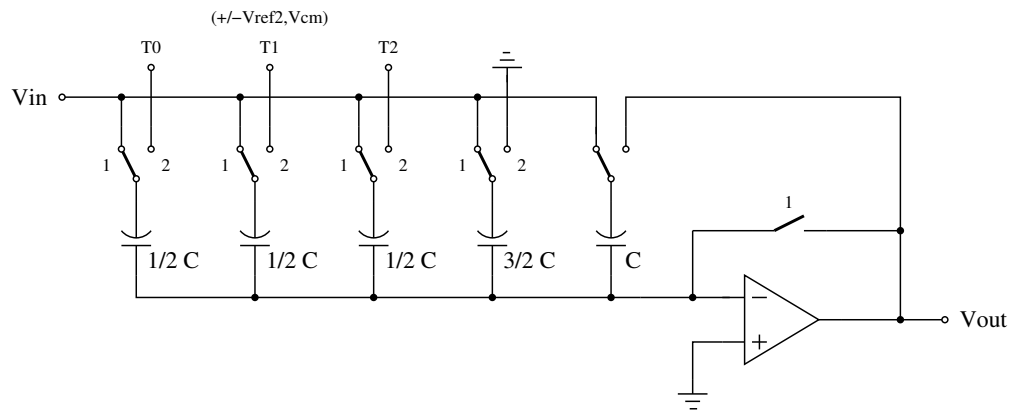 (+/−Vref2,Vcm)
T0 T1 T2
Vin
1 2 1 2 1 2 1 2
1
1/2 C 1/2 C 1/2 C 3/2 C C
−
+
Vout